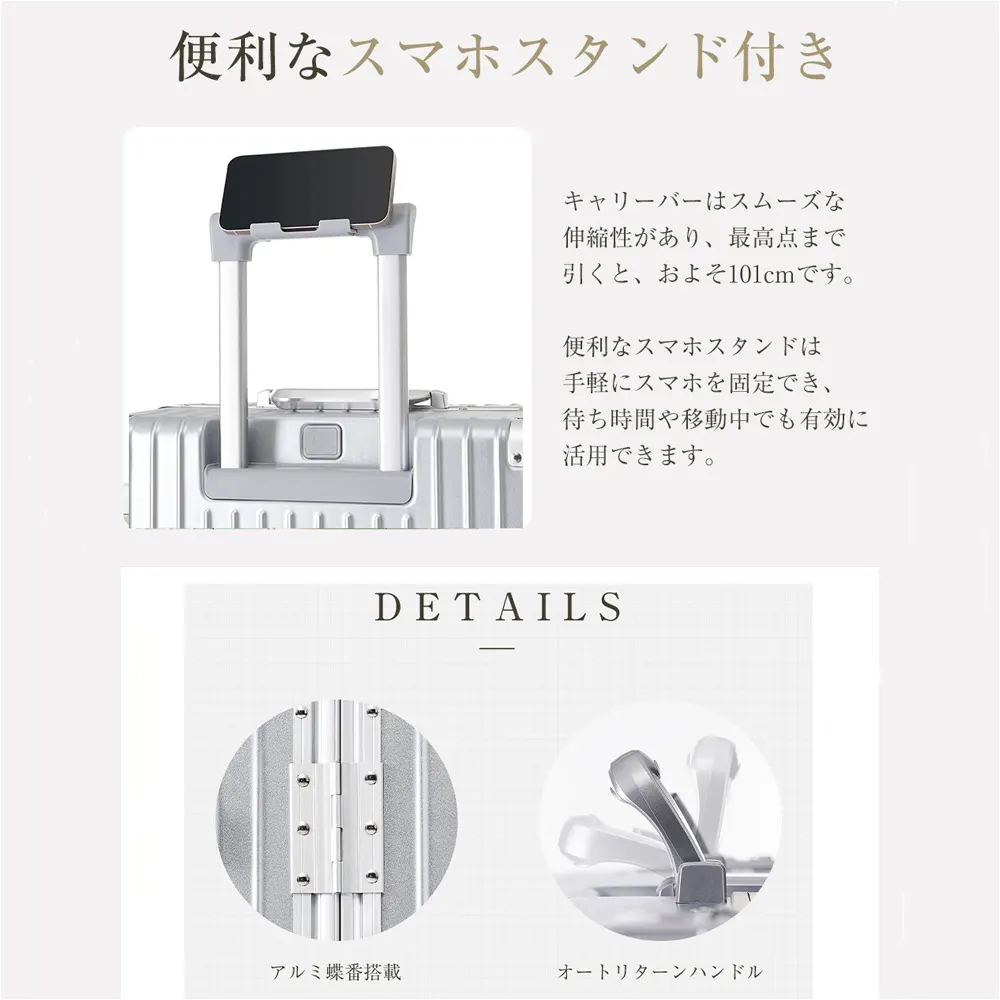 便利なスマホスタンド付き
キャリーバーはスムーズな
伸縮性があり、最高点まで
引くと、およそ101cmです。
便利なスマホスタンドは
手軽にスマホを固定でき、
待ち時間や移動中でも有効に
活用できます。
DETAILS
アルミ蝶番搭載
オートリターンハンドル